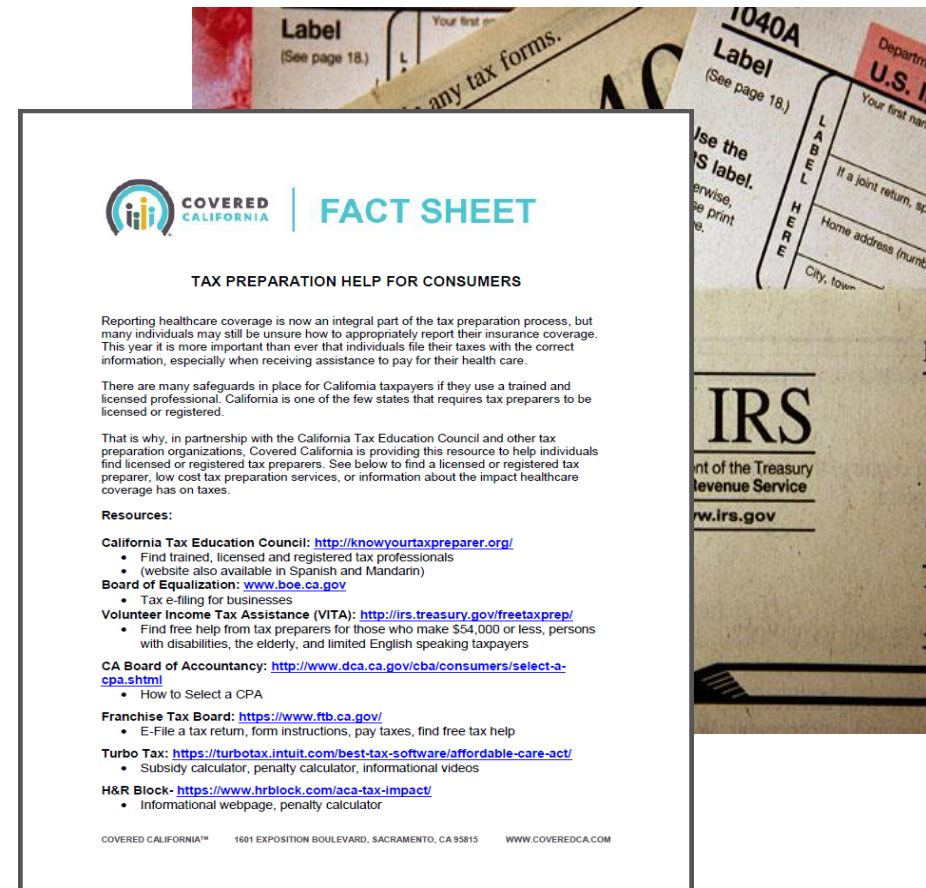 Label
(See page 18.)
Your first
L
any tax forms.
1040A
Label
(See page 18.)
L
A
B
E
L
H
E
R
E
U.S.
Your first
If a joint return,
Home address
City, town
Use the
label.
print
IRS
of the Treasury
Revenue Service
.irs.gov
COVERED
CALIFORNIA
FACT SHEET
TAX PREPARATION HELP FOR CONSUMERS
Reporting healthcare coverage is now an integral part of the tax preparation process, but
many individuals may still be unsure how to appropriately report their insurance coverage.
This year it is more important than ever that individuals file their taxes with the correct
information, especially when receiving assistance to pay for their health care.
There are many safeguards in place for California taxpayers if they use a trained and
licensed professional. California is one of the few states that requires tax preparers to be
licensed or registered.
That is why, in partnership with the California Tax Education Council and other tax
preparation organizations, Covered California is providing this resource to help individuals
find licensed or registered tax preparers. See below to find a licensed or registered tax
preparer, low cost tax preparation services, or information about the impact healthcare
coverage has on taxes.
Resources:
California Tax Education Council: http://knowyourtaxpreparer.org/
• Find trained, licensed and registered tax professionals
• (website also available in Spanish and Mandarin)
Board of Equalization: www.boe.ca.gov
• Tax e-filing for businesses
Volunteer Income Tax Assistance (VITA): http://irs.treasury.gov/freetaxprep/
• Find free help from tax preparers for those who make $54,000 or less, persons
with disabilities, the elderly, and limited English speaking taxpayers
CA Board of Accountancy: http://www.dca.ca.gov/cba/consumers/select-a-
cpa.shtml
• How to Select a CPA
Franchise Tax Board: https://www.ftb.ca.gov/
• E-File a tax return, form instructions, pay taxes, find free tax help
Turbo Tax: https://turbotax.intuit.com/best-tax-software/affordable-care-act/
• Subsidy calculator, penalty calculator, informational videos
H&R Block- https://www.hrblock.com/aca-tax-impact/
• Informational webpage, penalty calculator
COVERED CALIFORNIA™ 1601 EXPOSITION BOULEVARD, SACRAMENTO, CA 95815 WWW.COVEREDCA.COM